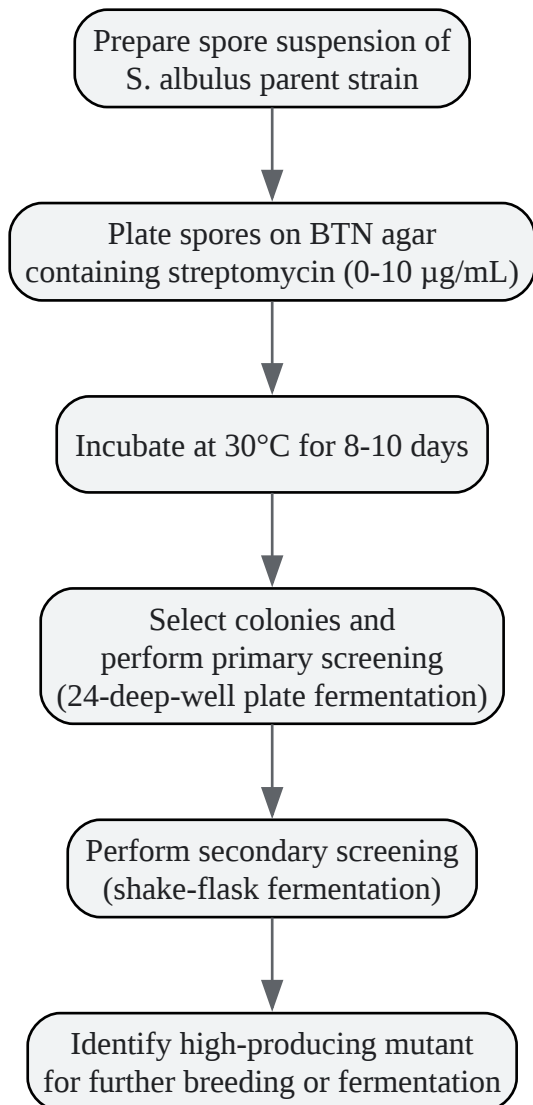 Prepare spore suspension of
S. albulus parent strain
Plate spores on BTN agar
containing streptomycin (0-10 µg/mL)
Incubate at 30°C for 8-10 days
Select colonies and
perform primary screening
(24-deep-well plate fermentation)
Perform secondary screening
(shake-flask fermentation)
Identify high-producing mutant
for further breeding or fermentation